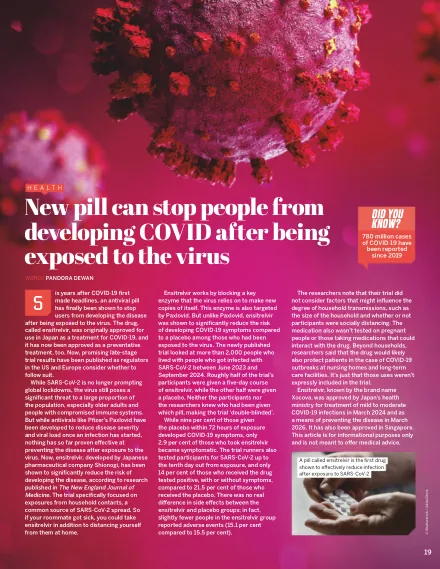 HEALTH
New pill can stop people from
developing COVID after being
exposed to the virus
WORDS PANDORA DEWAN
DID YOU
KNOW?
780 million cases
of COVID-19 have
been reported
since 2019
Six years after COVID-19 first
made headlines, an antiviral pill
has finally been shown to stop
users from developing the disease
after being exposed to the virus. The drug,
called ensitrelvir, was originally approved for
use in Japan as a treatment for COVID-19, and
it has now been approved as a preventative
treatment, too. Now, promising late-stage
trial results have been published as regulators
in the US and Europe consider whether
to follow suit.
While SARS-CoV-2 is no longer prompting
global lockdowns, the virus still poses a
significant threat to a large proportion of
the population, especially older adults and
people with compromised immune systems.
But while antivirals like Pfizer's Paxlovid have
been developed to reduce disease severity
and viral load once an infection has started,
nothing has so far proven effective at
preventing the disease after exposure to the
virus. Now, ensitrelvir, developed by Japanese
pharmaceutical company Shionogi, has been
shown to significantly reduce the risk of
developing the disease, according to research
published in The New England Journal of
Medicine. The trial specifically focused on
exposures from household contacts, a
common source of SARS-CoV-2 spread. So
if your roommate got sick, you could take
ensitrelvir in addition to distancing yourself
from them at home.
Ensitrelvir works by blocking a key
enzyme that the virus relies on to make new
copies of itself. This enzyme is also targeted
by Paxlovid. But unlike Paxlovid, ensitrelvir
was shown to significantly reduce the risk
of developing COVID-19 symptoms compared
to a placebo among those who had been
exposed to the virus. The newly published
trial looked at more than 2,000 people who
lived with people who got infected with
SARS-CoV-2 between June 2023 and
September 2024. Roughly half of the trial's
participants were given a five-day course
of ensitrelvir, while the other half were given
a placebo. Neither the participants nor
the researchers knew who had been given
which pill, making the trial 'double-blinded'.
While nine per cent of those given
the placebo within 72 hours of exposure
developed COVID-19 symptoms, only
2.9 per cent of those who took ensitrelvir
became symptomatic. The trial runners also
tested participants for SARS-CoV-2 up to
the tenth day out from exposure, and only
14 per cent of those who received the drug
tested positive, with or without symptoms,
compared to 21.5 per cent of those who
received the placebo. There was no real
difference in side effects between the
ensitrelvir and placebo groups; in fact,
slightly fewer people in the ensitrelvir group
reported adverse events (15.1 per cent
compared to 15.5 per cent).
The researchers note that their trial did
not consider factors that might influence the
degree of household transmission, such as
the size of the household and whether or not
participants were socially distancing. The
medication also wasn't tested on pregnant
people or those taking medications that could
interact with the drug. Beyond households,
researchers said that the drug would likely
also protect patients in the case of COVID-19
outbreaks at nursing homes and long-term
care facilities. It's just that those uses weren't
expressly included in the trial.
Ensitrelvir, known by the brand name
Xocova, was approved by Japan's health
ministry for treatment of mild to moderate
COVID-19 infections in March 2024 and as
a means of preventing the disease in March
2026. It has also been approved in Singapore.
This article is for informational purposes only
and is not meant to offer medical advice.
A pill called ensitrelvir is the first drug
shown to effectively reduce infection
after exposures to SARS-CoV-2
19